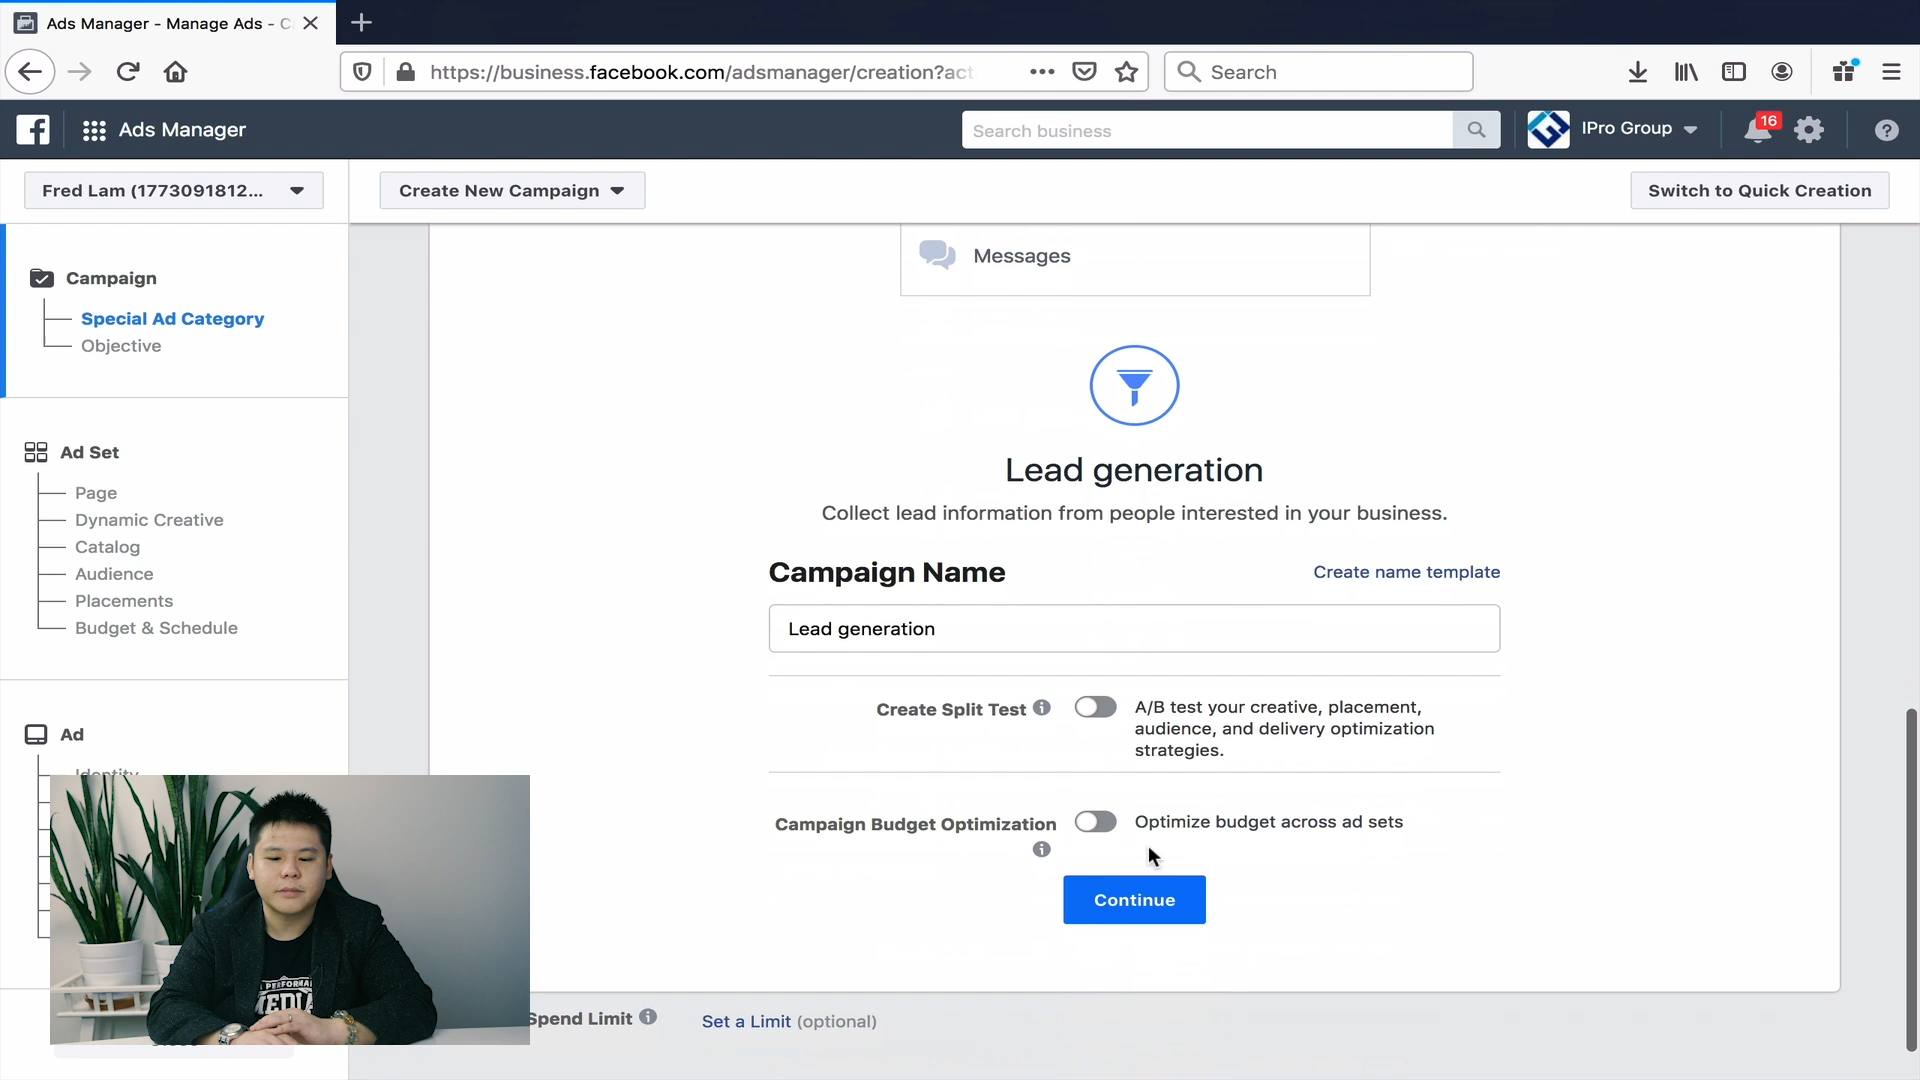 Ads Manager - Manage Ads - C
https://business.facebook.com/adsmanager/creation?act
Search
Ads Manager
Search business
IPro Group
16
Fred Lam (1773091812...
Create New Campaign
Switch to Quick Creation
Campaign
Special Ad Category
Objective
Ad Set
Page
Dynamic Creative
Catalog
Audience
Placements
Budget & Schedule
Ad
Identity
Messages
Lead generation
Collect lead information from people interested in your business.
Campaign Name
Create name template
Lead generation
Create Split Test
A/B test your creative, placement,
audience, and delivery optimization
strategies.
Campaign Budget Optimization
Optimize budget across ad sets
Continue
Spend Limit
Set a Limit (optional)
MEDIA